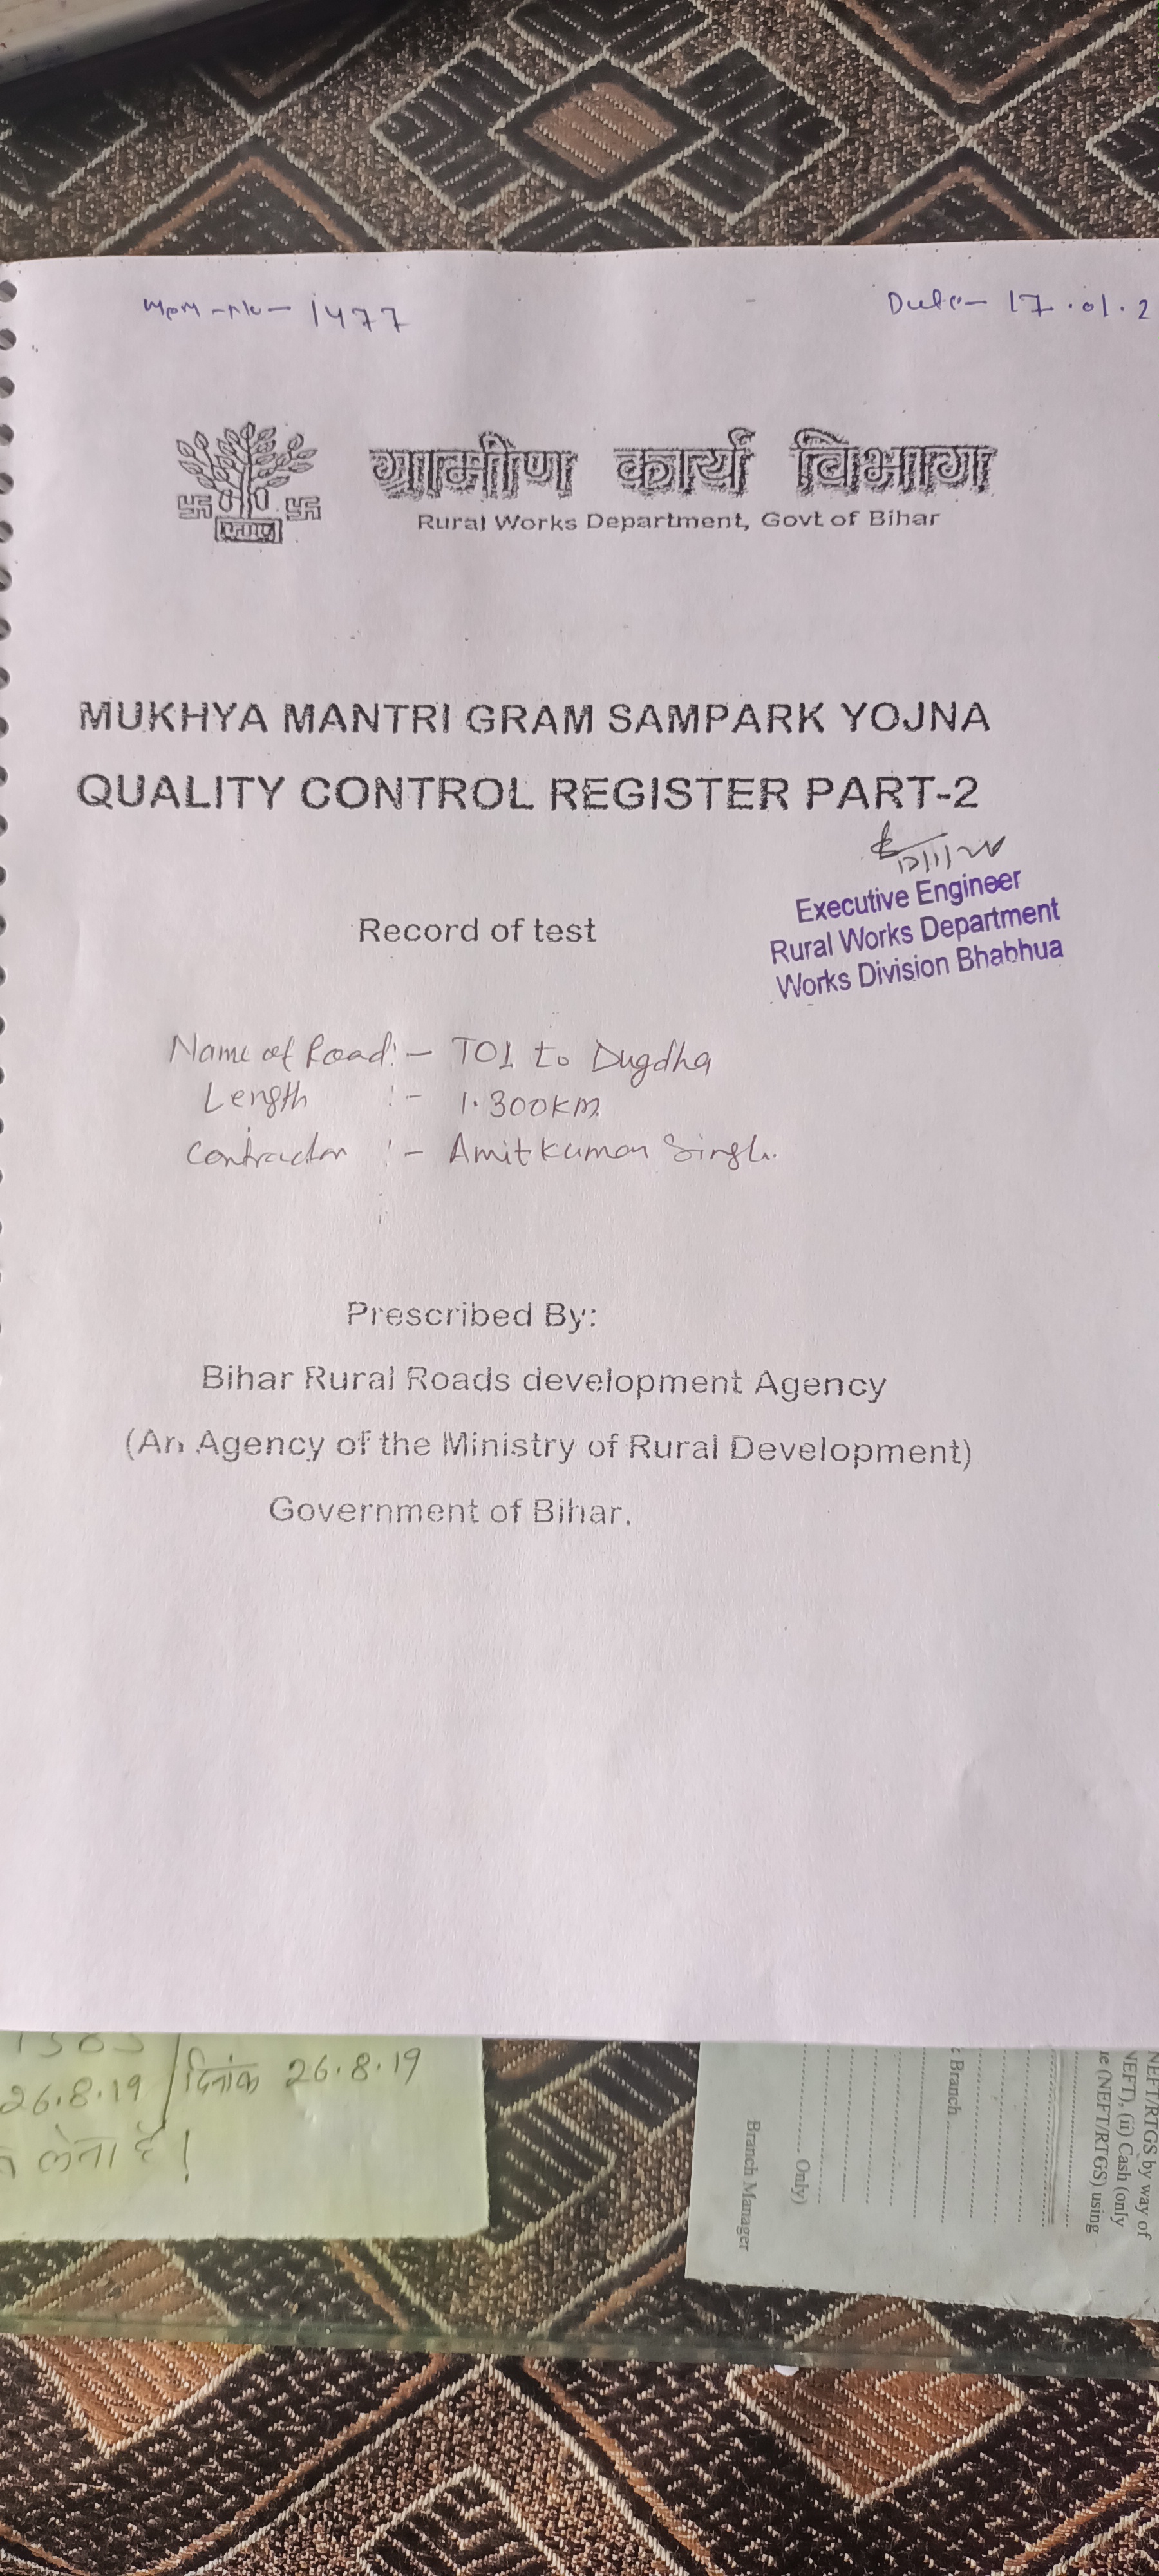 1477
Date:- 17.01.2
ग्रामीण कार्य विभाग
Rural Works Department, Govt of Bihar
MUKHYA MANTRI GRAM SAMPARK YOJNA
QUALITY CONTROL REGISTER PART-2
Executive Engineer
Rural Works Department
Works Division Bhabhua
Record of test
Name of Road:- TO1 to Dugdha
Length :- 1.300KM
Contractor :- Amit Kumar Singh.
Prescribed By:
Bihar Rural Roads development Agency
(An Agency of the Ministry of Rural Development)
Government of Bihar.
26.8.19 / दिनांक 26.8.19
लेना है!
NEFT/RTGS by way of
NEFT), (ii) Cash (only
(NEFT/RTGS) using
Branch
Only)
Branch Manager